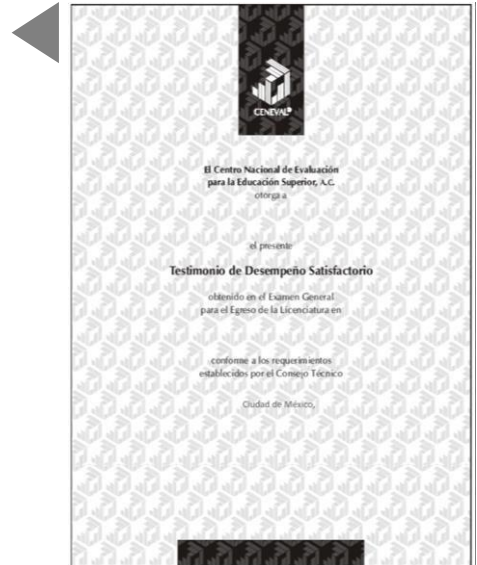 CENEVAL®
El Centro Nacional de Evaluación
para la Educación Superior, A.C.
otorga a
el presente
Testimonio de Desempeño Satisfactorio
obtenido en el Examen General
para el Egreso de la Licenciatura en
conforme a los requerimientos
establecidos por el Consejo Técnico
Ciudad de México,